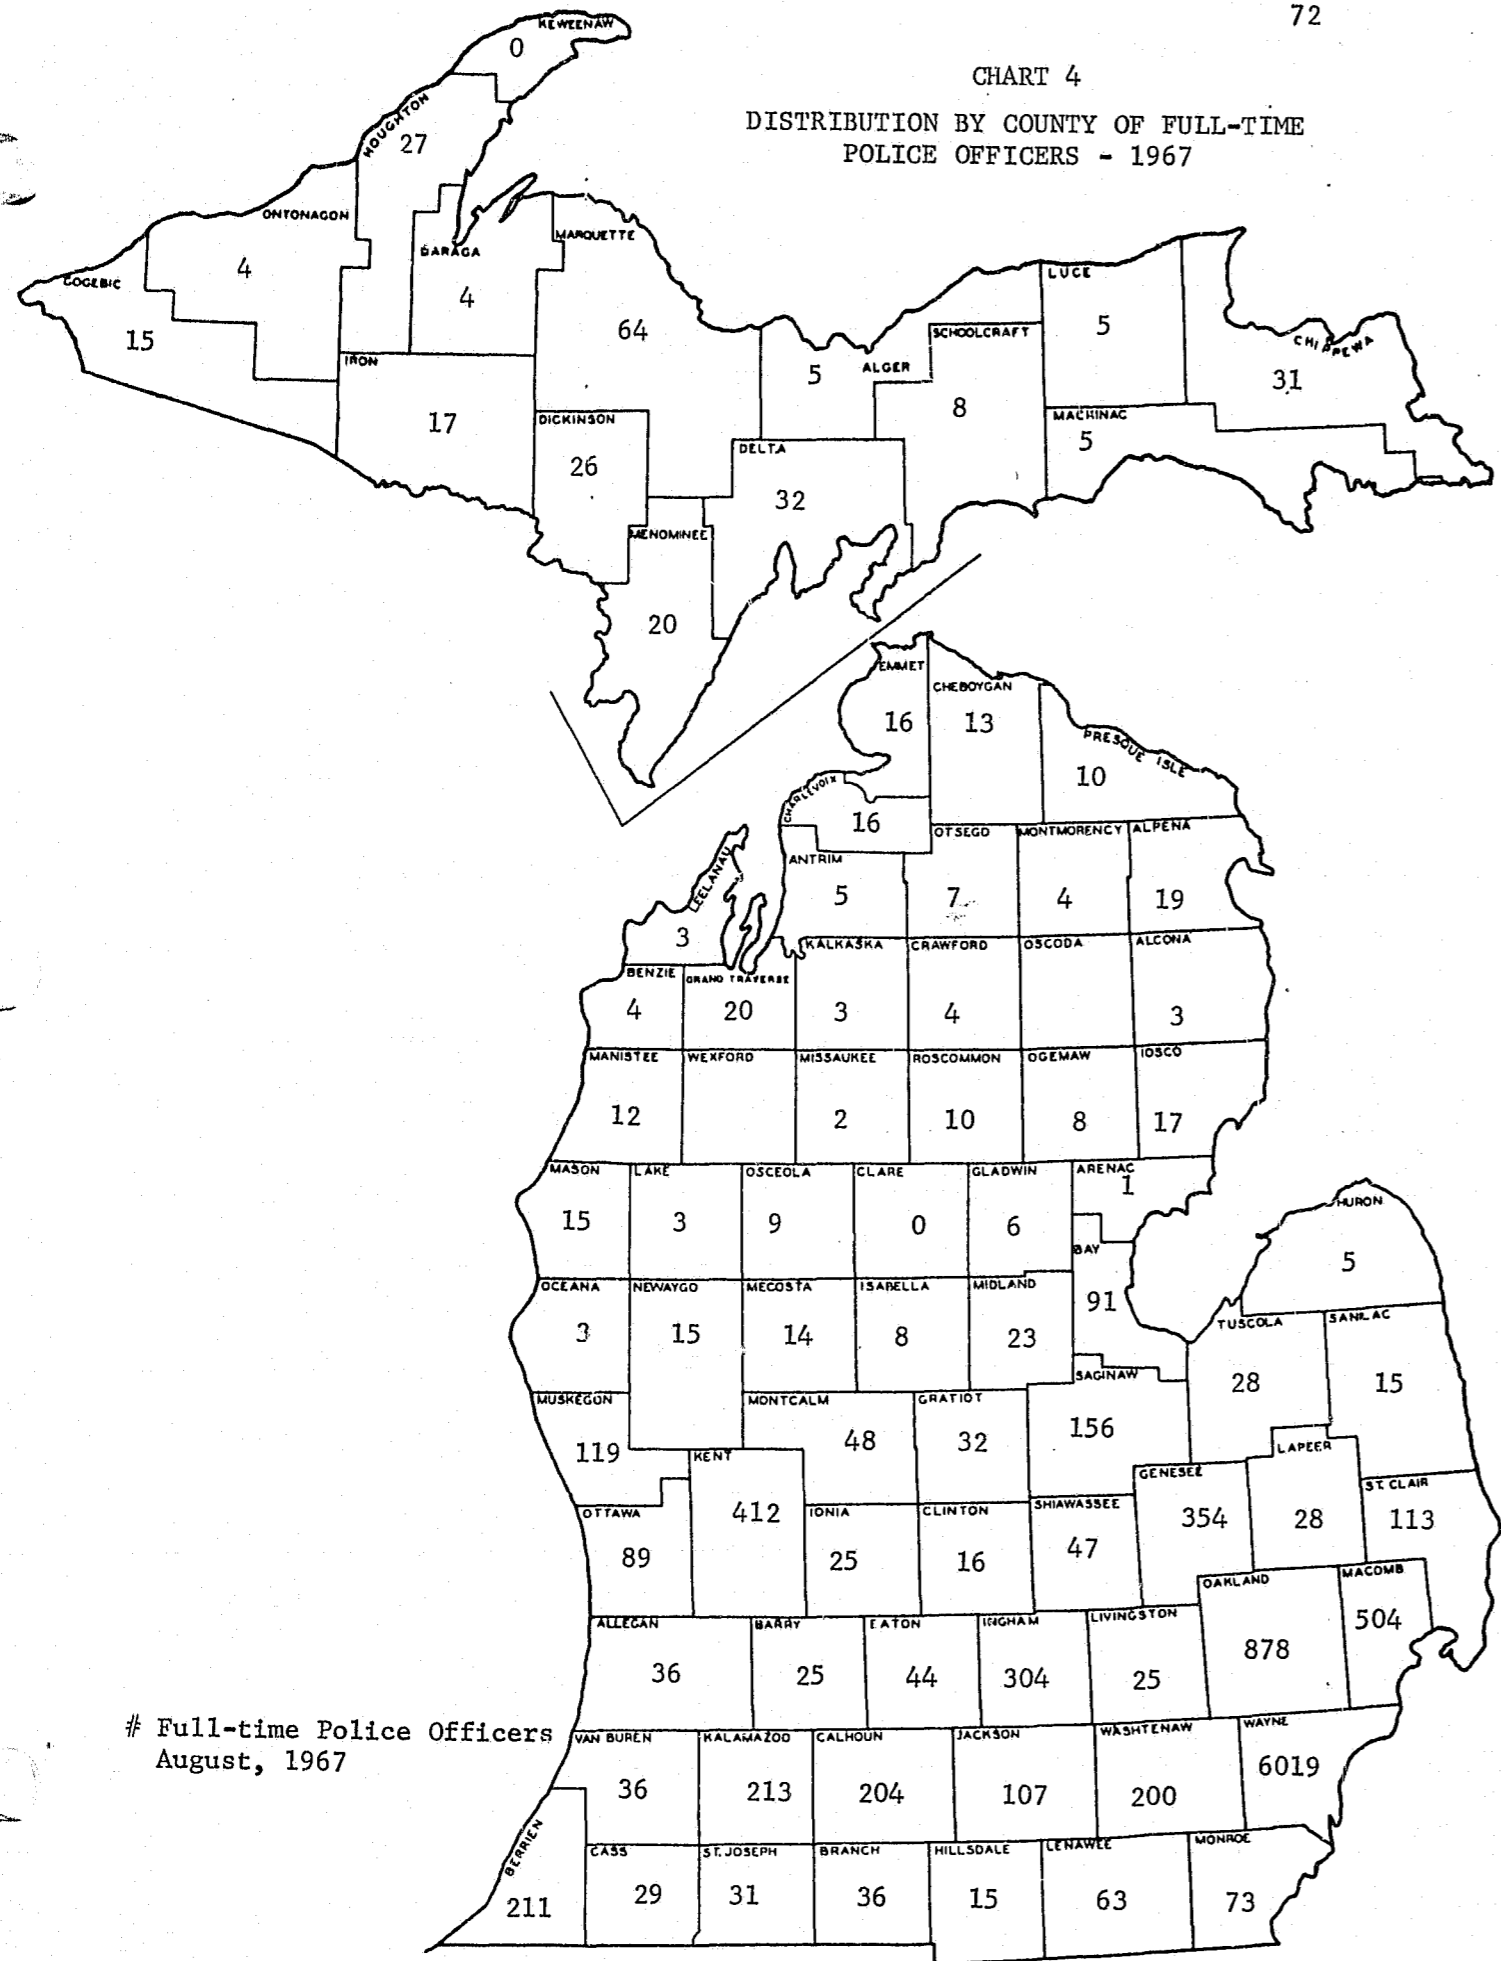 72
CHART 4
DISTRIBUTION BY COUNTY OF FULL-TIME
POLICE OFFICERS - 1967
KEWEENAW
0
HOUGHTON
27
ONTONAGON
4
GOGEBIC
15
BARAGA
4
MARQUETTE
64
IRON
17
DICKINSON
26
MENOMINEE
20
DELTA
32
ALGER
5
SCHOOLCRAFT
8
LUCE
5
MACKINAC
5
CHIPPEWA
31
EMMET
16
CHEBOYGAN
13
PRESQUE ISLE
10
CHARLEVOIX
16
LEELANAU
3
ANTRIM
5
OTSEGO
7
MONTMORENCY
4
ALPENA
19
BENZIE
4
GRAND TRAVERSE
20
KALKASKA
3
CRAWFORD
4
OSCODA
ALCONA
3
MANISTEE
12
WEXFORD
MISSAUKEE
2
ROSCOMMON
10
OGEMAW
8
IOSCO
17
MASON
15
LAKE
3
OSCEOLA
9
CLARE
0
GLADWIN
6
ARENAC
1
BAY
91
HURON
5
OCEANA
3
NEWAYGO
15
MECOSTA
14
ISABELLA
8
MIDLAND
23
TUSCOLA
28
SANILAC
15
MUSKEGON
119
MONTCALM
48
GRATIOT
32
SAGINAW
156
KENT
412
OTTAWA
89
IONIA
25
CLINTON
16
SHIAWASSEE
47
GENESEE
354
LAPEER
28
ST. CLAIR
113
ALLEGAN
36
BARRY
25
EATON
44
INGHAM
304
LIVINGSTON
25
OAKLAND
878
MACOMB
504
# Full-time Police Officers
August, 1967
VAN BUREN
36
KALAMAZOO
213
CALHOUN
204
JACKSON
107
WASHTENAW
200
WAYNE
6019
BERRIEN
211
CASS
29
ST. JOSEPH
31
BRANCH
36
HILLSDALE
15
LENAWEE
63
MONROE
73